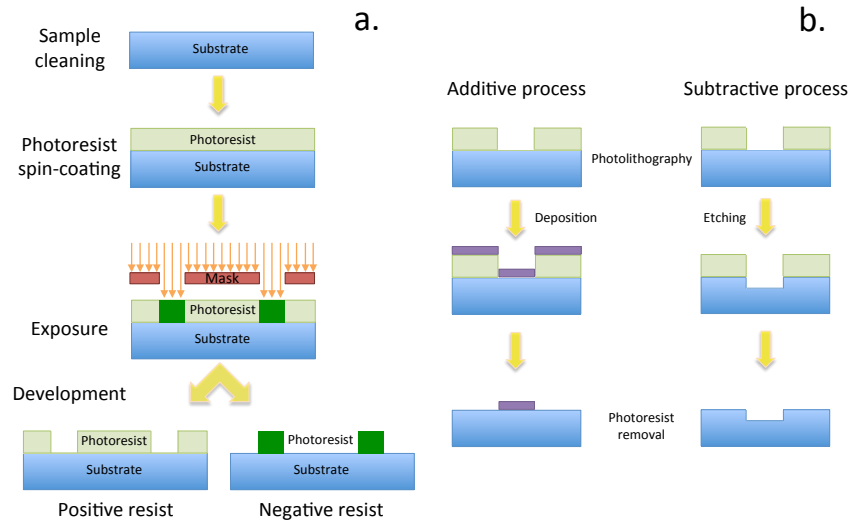 a.
Sample
cleaning
Substrate
Photoresist
spin-coating
Photoresist
Substrate
Mask
Exposure
Photoresist
Substrate
Development
Photoresist
Substrate
Positive resist
Photoresist
Substrate
Negative resist
b.
Additive process
Subtractive process
Photolithography
Deposition
Etching
Photoresist
removal